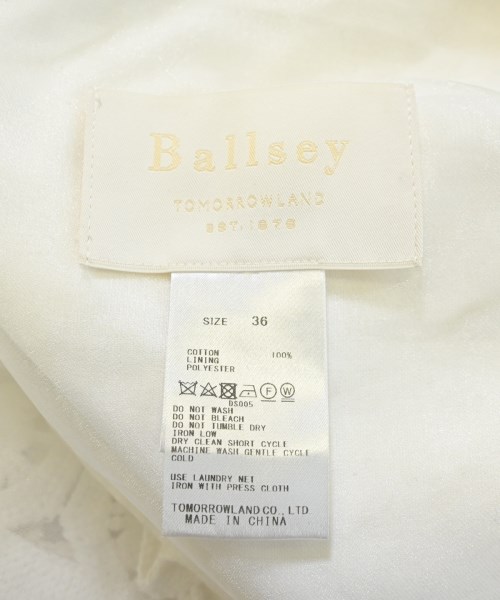 Ballsey
TOMORROWLAND
EST.1978
SIZE 36
COTTON 100%
LINING
POLYESTER
DS005
DO NOT WASH
DO NOT BLEACH
DO NOT TUMBLE DRY
IRON LOW
DRY CLEAN SHORT CYCLE
MACHINE WASH GENTLE CYCLE
COLD
USE LAUNDRY NET
IRON WITH PRESS CLOTH
TOMORROWLAND CO., LTD
MADE IN CHINA